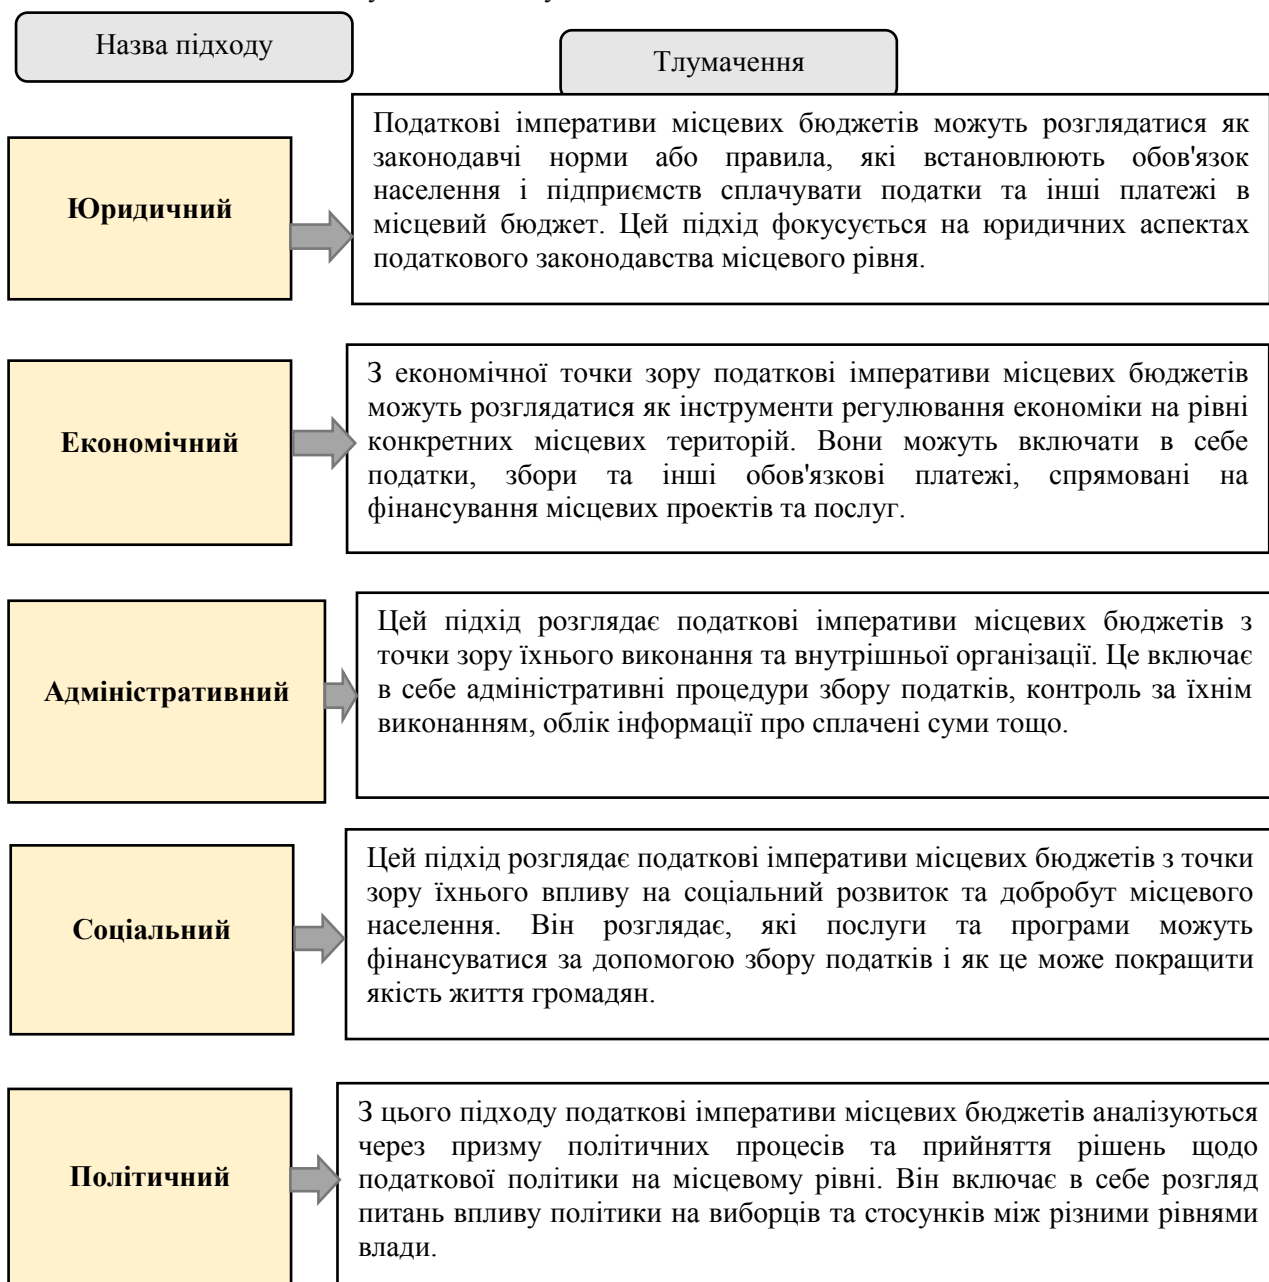 Назва підходу
Тлумачення
Юридичний
Податкові імперативи місцевих бюджетів можуть розглядатися як
законодавчі норми або правила, які встановлюють обов'язок
населення і підприємств сплачувати податки та інші платежі в
місцевий бюджет. Цей підхід фокусується на юридичних аспектах
податкового законодавства місцевого рівня.
Економічний
З економічної точки зору податкові імперативи місцевих бюджетів
можуть розглядатися як інструменти регулювання економіки на рівні
конкретних місцевих територій. Вони можуть включати в себе
податки, збори та інші обов'язкові платежі, спрямовані на
фінансування місцевих проектів та послуг.
Адміністративний
Цей підхід розглядає податкові імперативи місцевих бюджетів з
точки зору їхнього виконання та внутрішньої організації. Це включає
в себе адміністративні процедури збору податків, контроль за їхнім
виконанням, облік інформації про сплачені суми тощо.
Соціальний
Цей підхід розглядає податкові імперативи місцевих бюджетів з точки
зору їхнього впливу на соціальний розвиток та добробут місцевого
населення. Він розглядає, які послуги та програми можуть
фінансуватися за допомогою збору податків і як це може покращити
якість життя громадян.
Політичний
З цього підходу податкові імперативи місцевих бюджетів аналізуються
через призму політичних процесів та прийняття рішень щодо
податкової політики на місцевому рівні. Він включає в себе розгляд
питань впливу політики на виборців та стосунків між різними рівнями
влади.